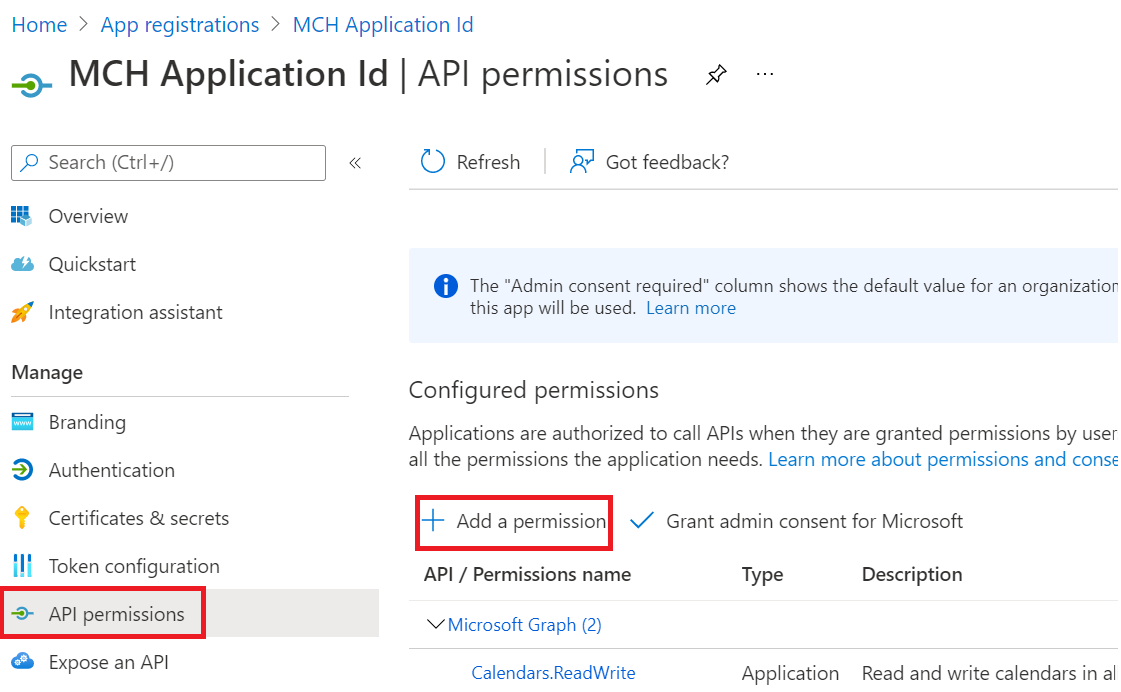 Home > App registrations > MCH Application Id
MCH Application Id | API permissions
Search (Ctrl+/)
Refresh
Got feedback?
Overview
Quickstart
Integration assistant
Manage
Branding
Authentication
Certificates & secrets
Token configuration
API permissions
Expose an API
The "Admin consent required" column shows the default value for an organization
this app will be used. Learn more
Configured permissions
Applications are authorized to call APIs when they are granted permissions by user
all the permissions the application needs. Learn more about permissions and conse
Add a permission
Grant admin consent for Microsoft
API / Permissions name Type Description
Microsoft Graph (2)
Calendars.ReadWrite Application Read and write calendars in al